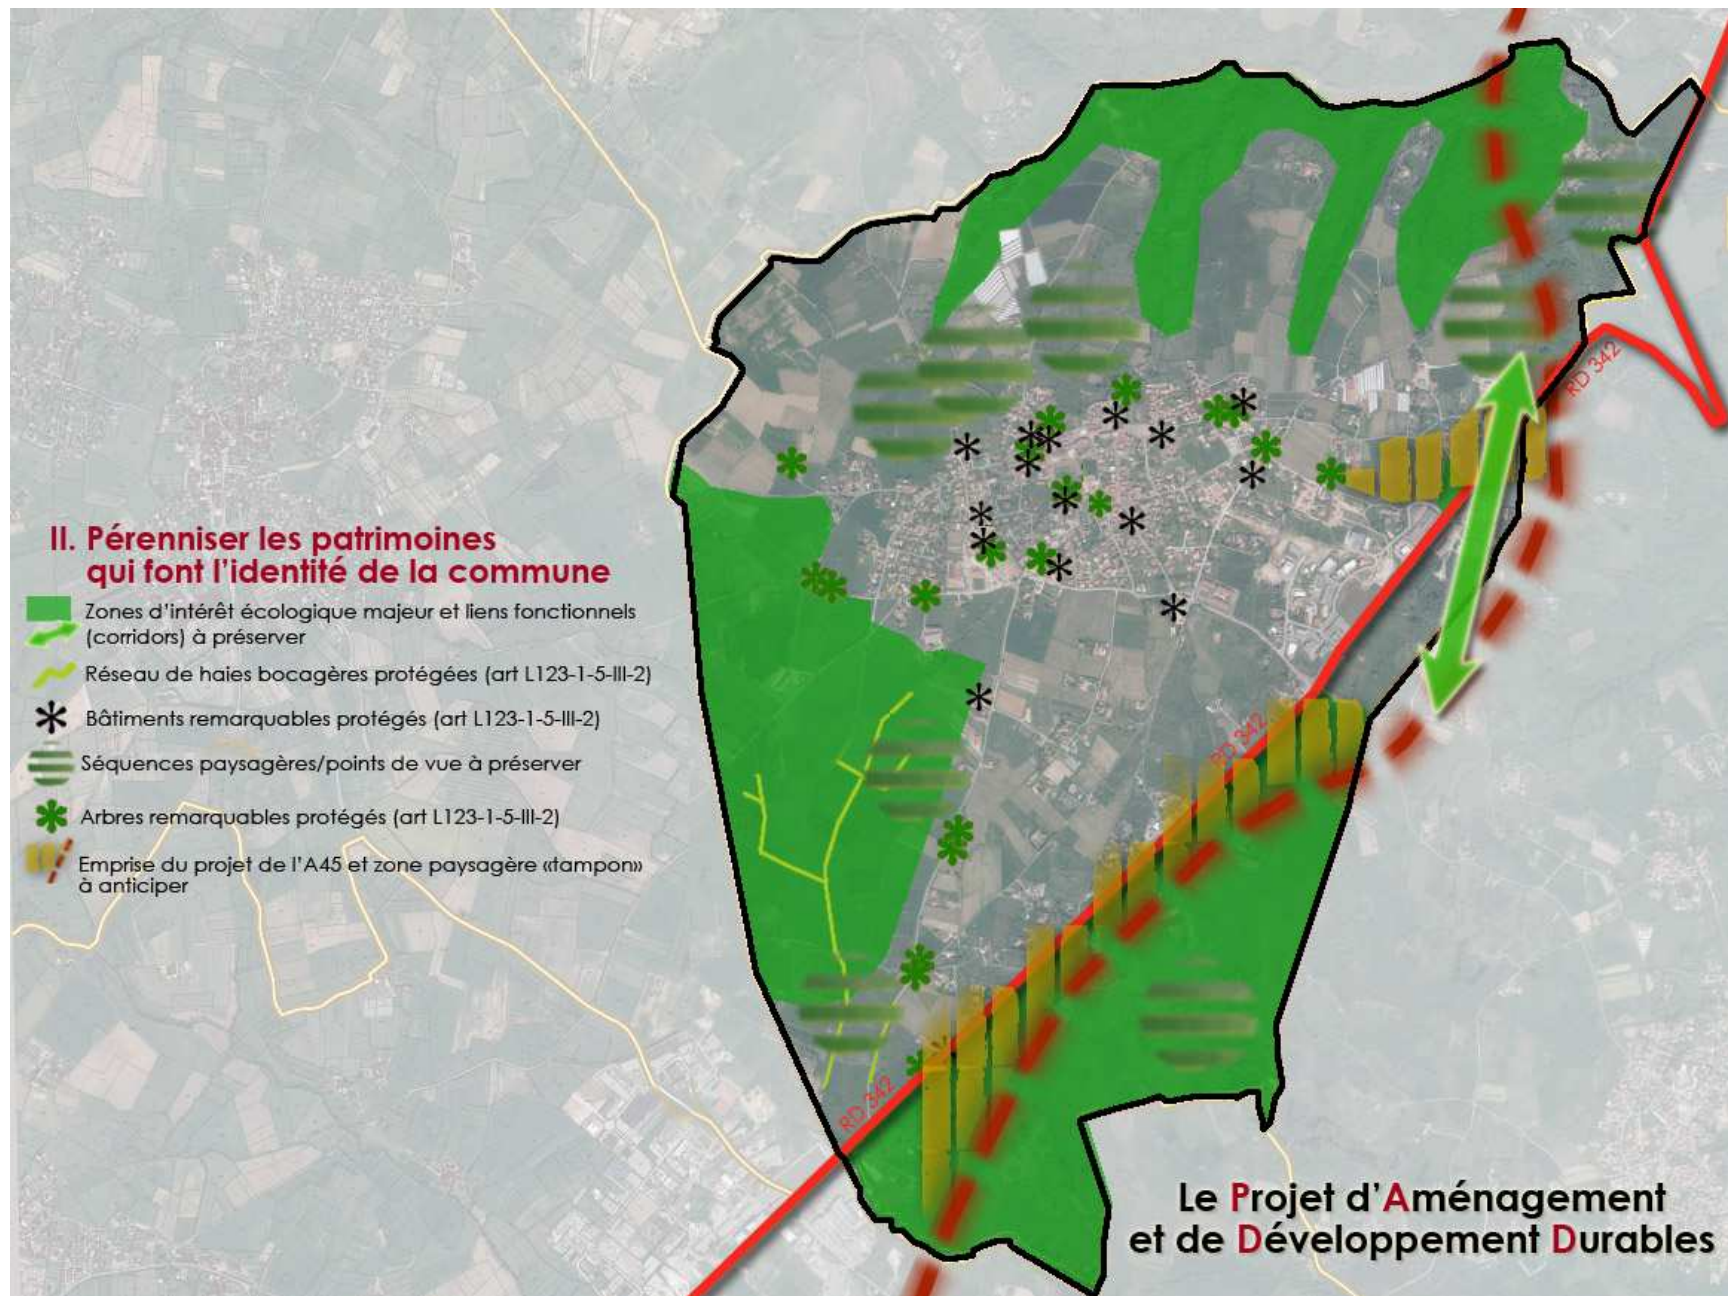 II. Pérenniser les patrimoines
qui font l'identité de la commune
Zones d'intérêt écologique majeur et liens fonctionnels
(corridors) à préserver
Réseau de haies bocagères protégées (art L123-1-5-III-2)
Bâtiments remarquables protégés (art L123-1-5-III-2)
Séquences paysagères/points de vue à préserver
Arbres remarquables protégés (art L123-1-5-III-2)
Emprise du projet de l'A45 et zone paysagère «tampon»
à anticiper
RD 342
RD 342
RD 342
Le Projet d'Aménagement
et de Développement Durables